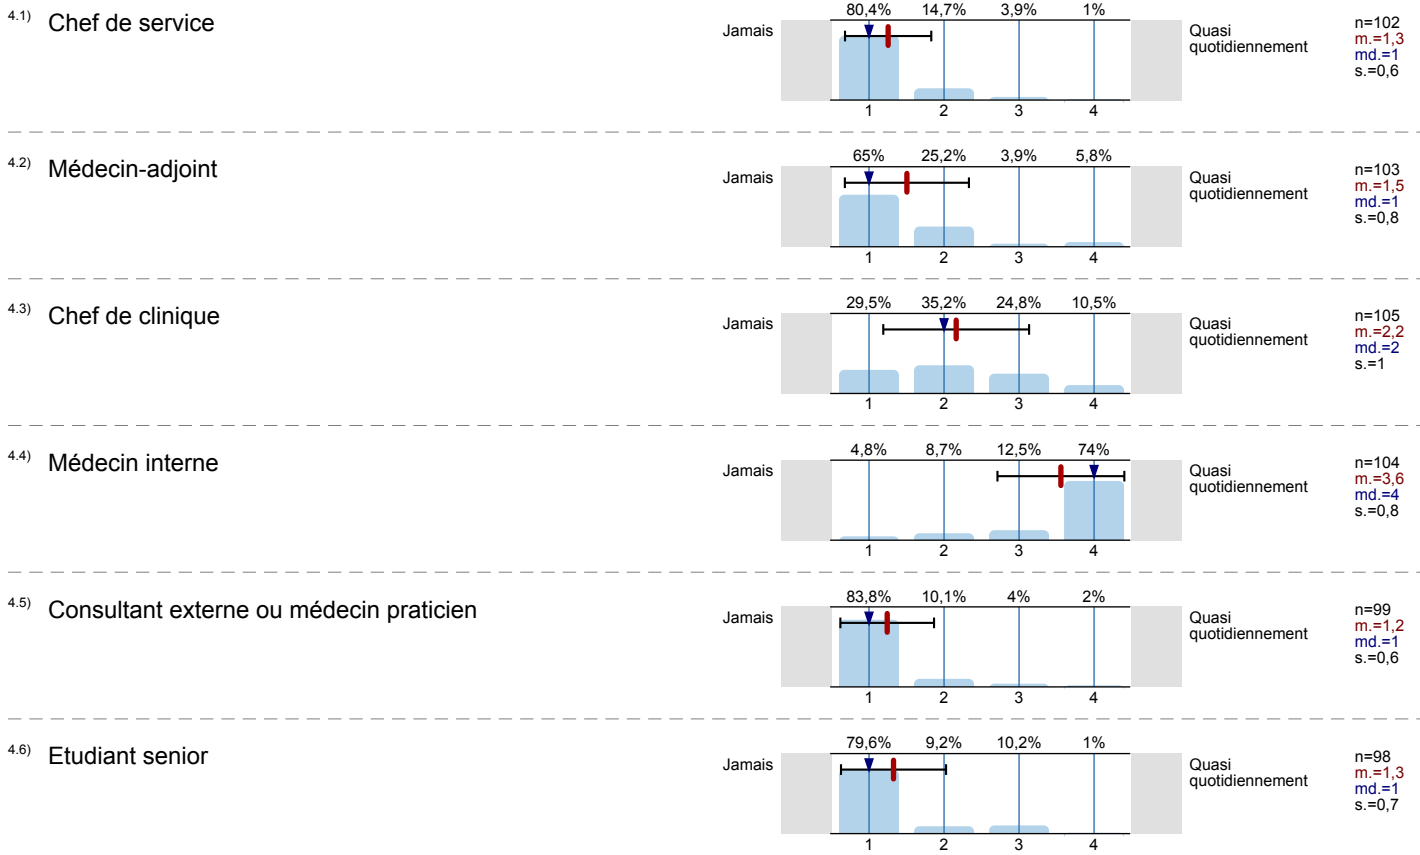 4.1) Chef de service
80,4% 14,7% 3,9% 1%
Jamais
Quasi
quotidiennement
n=102
m.=1,3
md.=1
s.=0,6
1 2 3 4
4.2) Médecin-adjoint
65% 25,2% 3,9% 5,8%
Jamais
Quasi
quotidiennement
n=103
m.=1,5
md.=1
s.=0,8
1 2 3 4
4.3) Chef de clinique
29,5% 35,2% 24,8% 10,5%
Jamais
Quasi
quotidiennement
n=105
m.=2,2
md.=2
s.=1
1 2 3 4
4.4) Médecin interne
4,8% 8,7% 12,5% 74%
Jamais
Quasi
quotidiennement
n=104
m.=3,6
md.=4
s.=0,8
1 2 3 4
4.5) Consultant externe ou médecin praticien
83,8% 10,1% 4% 2%
Jamais
Quasi
quotidiennement
n=99
m.=1,2
md.=1
s.=0,6
1 2 3 4
4.6) Etudiant senior
79,6% 9,2% 10,2% 1%
Jamais
Quasi
quotidiennement
n=98
m.=1,3
md.=1
s.=0,7
1 2 3 4